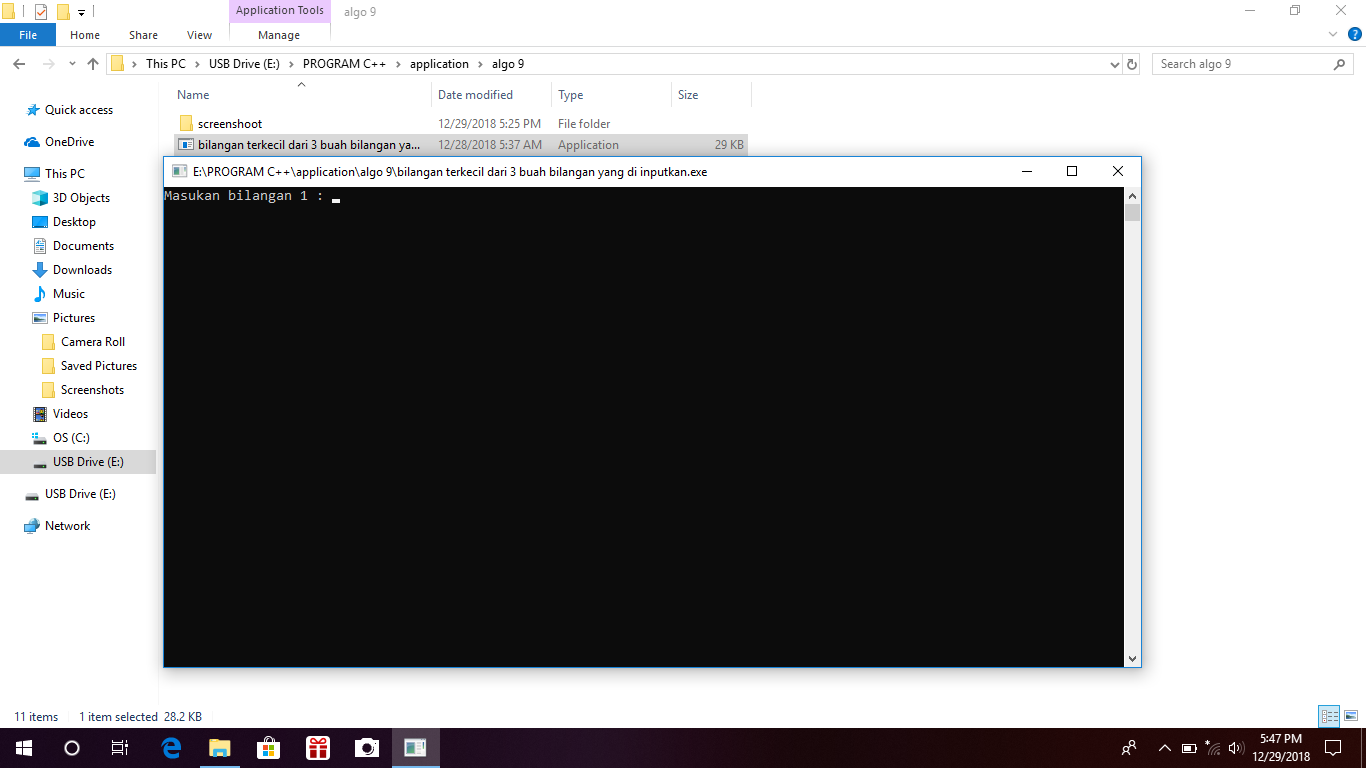 Application Tools algo 9
File Home Share View Manage
This PC USB Drive (E:) PROGRAM C++ application algo 9 Search algo 9
Name Date modified Type Size
Quick access
OneDrive
This PC
3D Objects
Desktop
Documents
Downloads
Music
Pictures
Camera Roll
Saved Pictures
Screenshots
Videos
OS (C:)
USB Drive (E:)
USB Drive (E:)
Network
screenshoot 12/29/2018 5:25 PM File folder
bilangan terkecil dari 3 buah bilangan ya... 12/28/2018 5:37 AM Application 29 KB
E:\PROGRAM C++\application\algo 9\bilangan terkecil dari 3 buah bilangan yang di inputkan.exe
Masukan bilangan 1 :
11 items 1 item selected 28.2 KB
5:47 PM
12/29/2018